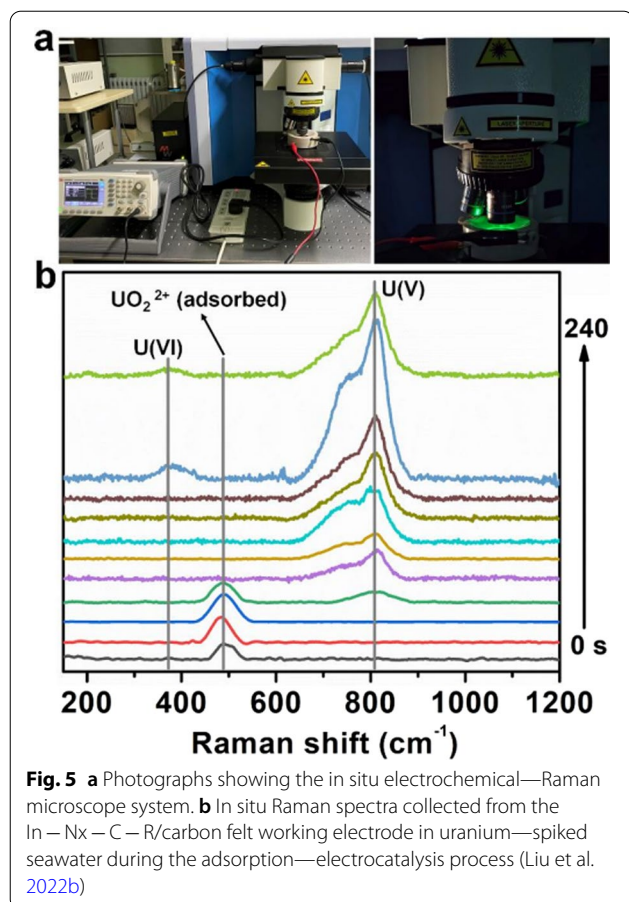 a
b
UO₂ ²⁺ (adsorbed)
U(V)
U(VI)
240
0 s
200 400 600 800 1000 1200
Raman shift (cm⁻¹)
Fig. 5 a Photographs showing the in situ electrochemical—Raman
microscope system. b In situ Raman spectra collected from the
In − Nx − C − R/carbon felt working electrode in uranium—spiked
seawater during the adsorption—electrocatalysis process (Liu et al.
2022b)